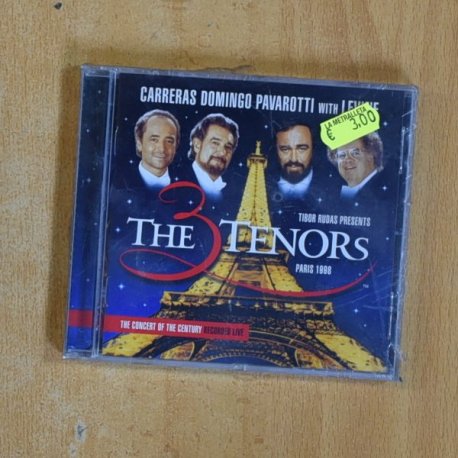 CARRERAS DOMINGO PAVAROTTI WITH
LA METRALLETA
€ 3,00
TIBOR RUDAS PRESENTS
THE 3 TENORS
PARIS 1998
TM
THE CONCERT OF THE CENTURY RECORDED LIVE